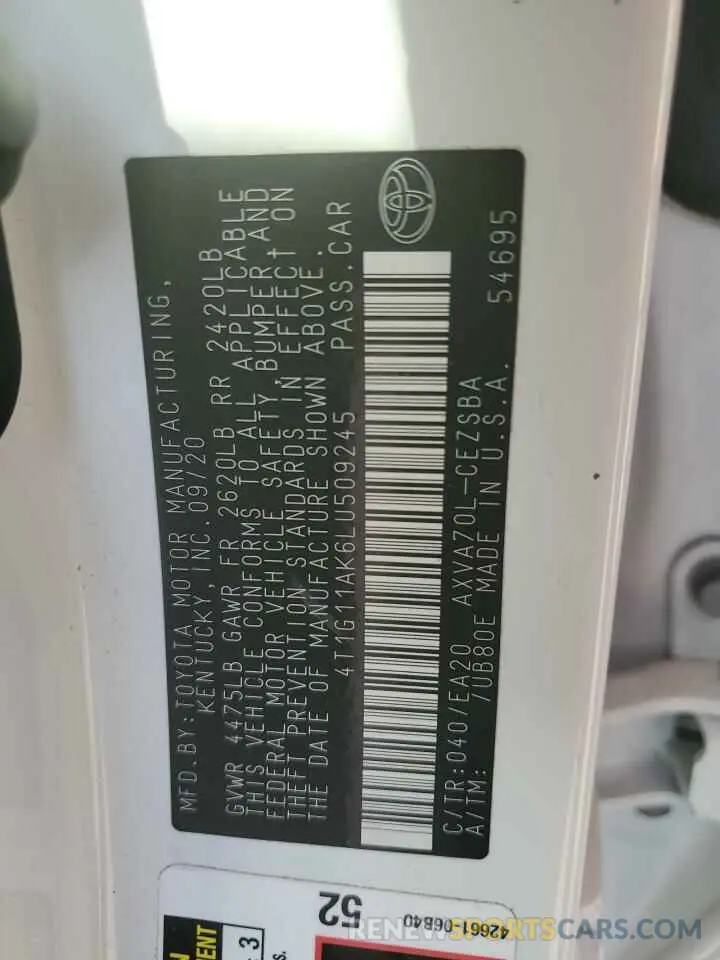 MFD.BY:TOYOTA MOTOR MANUFACTURING,
KENTUCKY, INC.09/20
GVWR 4475LB GAWR FR 2620LB RR 2420LB
THIS VEHICLE CONFORMS TO ALL APPLICABLE
FEDERAL MOTOR VEHICLE SAFETY, BUMPER AND
THEFT PREVENTION STANDARDS IN EFFECT ON
THE DATE OF MANUFACTURE SHOWN ABOVE.
4T1G11AK6LU509245 PASS.CAR
C/TR:040/EA20 AXVA70L-CEZSBA 54695
A/TM: /UB80E MADE IN U.S.A.
52
42661-06B40
3
RENEWSPORTSCARS.COM